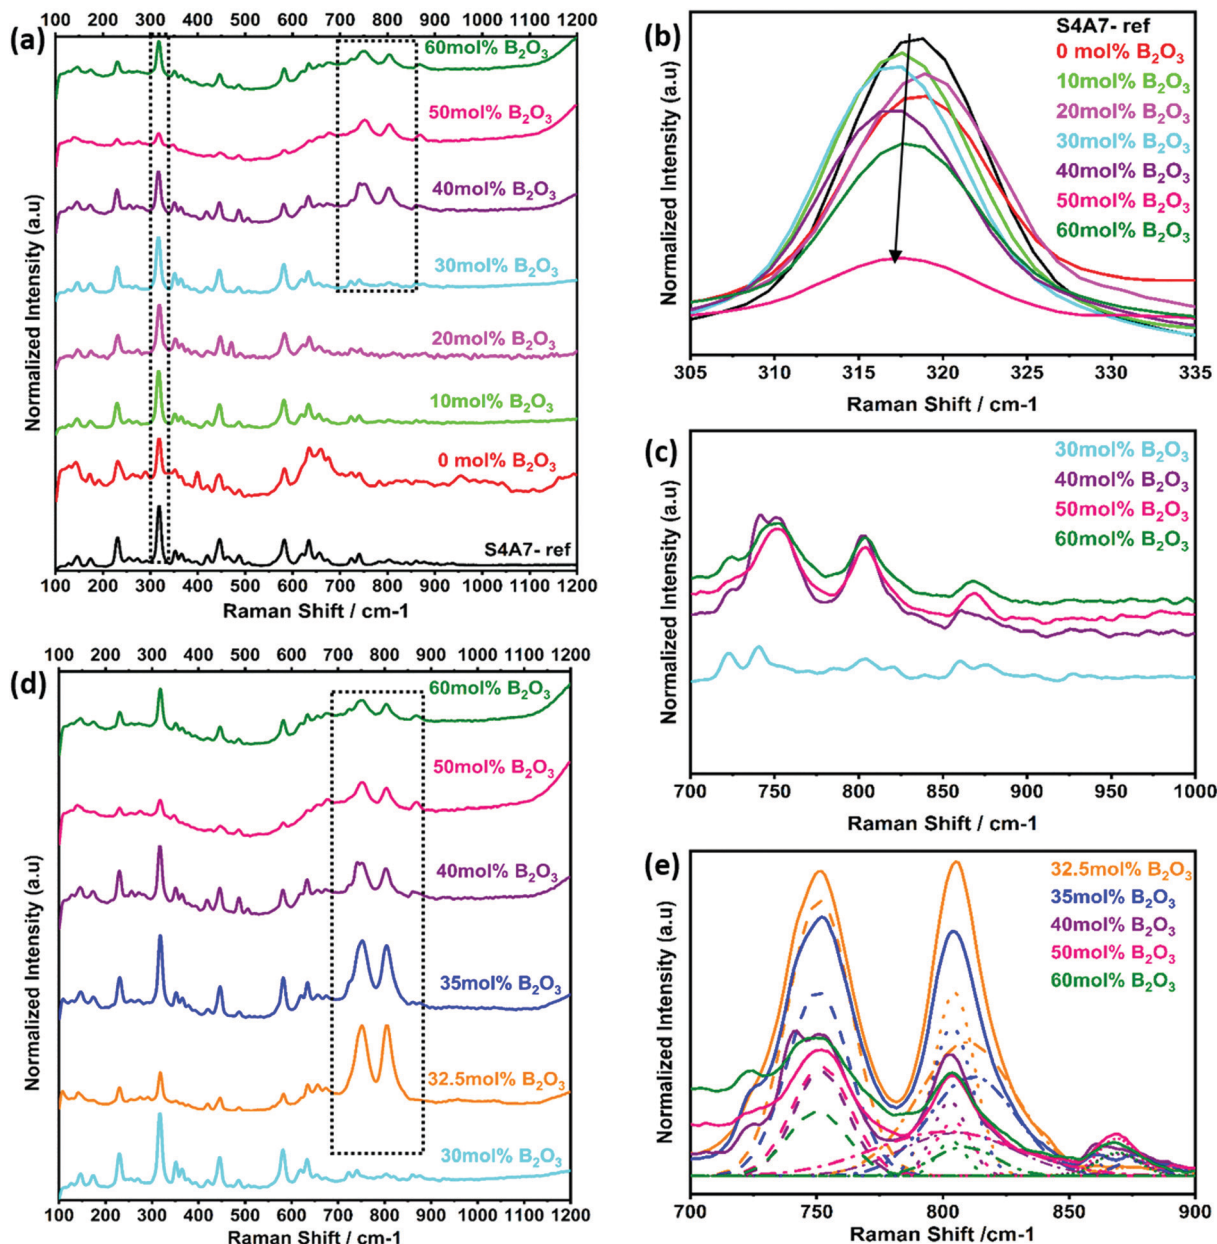 100 200 300 400 500 600 700 800 900 1000 1100 1200
(a)
60mol% B₂O₃
50mol% B₂O₃
40mol% B₂O₃
30mol% B₂O₃
20mol% B₂O₃
10mol% B₂O₃
0 mol% B₂O₃
S4A7- ref
Normalized Intensity (a.u)
100 200 300 400 500 600 700 800 900 1000 1100 1200
Raman Shift / cm-1
(b)
S4A7- ref
0 mol% B₂O₃
10mol% B₂O₃
20mol% B₂O₃
30mol% B₂O₃
40mol% B₂O₃
50mol% B₂O₃
60mol% B₂O₃
Normalized Intensity (a.u)
305 310 315 320 325 330 335
Raman Shift / cm-1
(c)
30mol% B₂O₃
40mol% B₂O₃
50mol% B₂O₃
60mol% B₂O₃
Normalized Intensity (a.u)
700 750 800 850 900 950 1000
Raman Shift / cm-1
100 200 300 400 500 600 700 800 900 1000 1100 1200
(d)
60mol% B₂O₃
50mol% B₂O₃
40mol% B₂O₃
35mol% B₂O₃
32.5mol% B₂O₃
30mol% B₂O₃
Normalized Intensity (a.u)
100 200 300 400 500 600 700 800 900 1000 1100 1200
Raman Shift / cm-1
(e)
32.5mol% B₂O₃
35mol% B₂O₃
40mol% B₂O₃
50mol% B₂O₃
60mol% B₂O₃
Normalized Intensity (a.u)
700 750 800 850 900
Raman Shift /cm-1